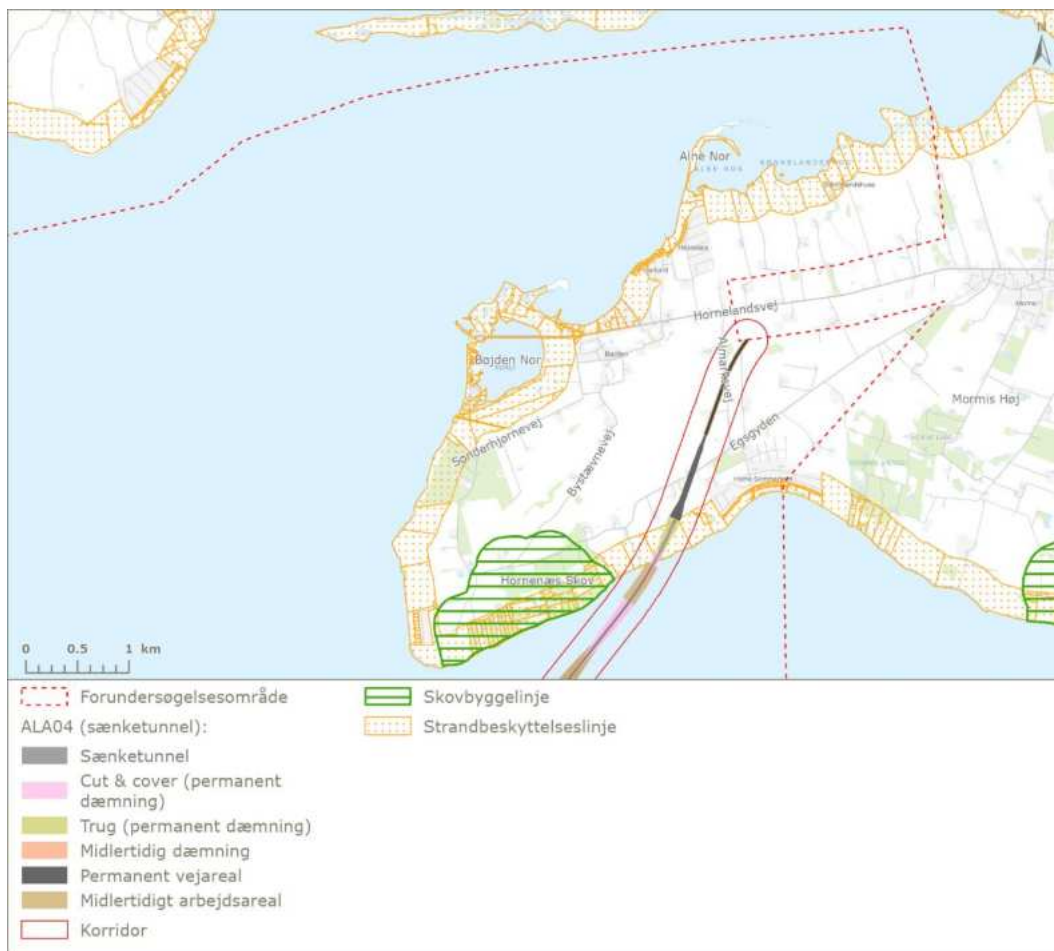 Alne Nor
Hornelandsvej
Bøjden Nor
Almarksvej
Mormis Høj
Egsgyden
Sønderhjørnevej
Bystævnevej
Hornenæs Skov
0 0.5 1 km
Forundersøgelsesområde
Skovbyggelinje
ALA04 (sænketunnel):
Strandbeskyttelseslinje
Sænketunnel
Cut & cover (permanent
dæmning)
Trug (permanent dæmning)
Midlertidig dæmning
Permanent vejareal
Midlertidigt arbejdsareal
Korridor